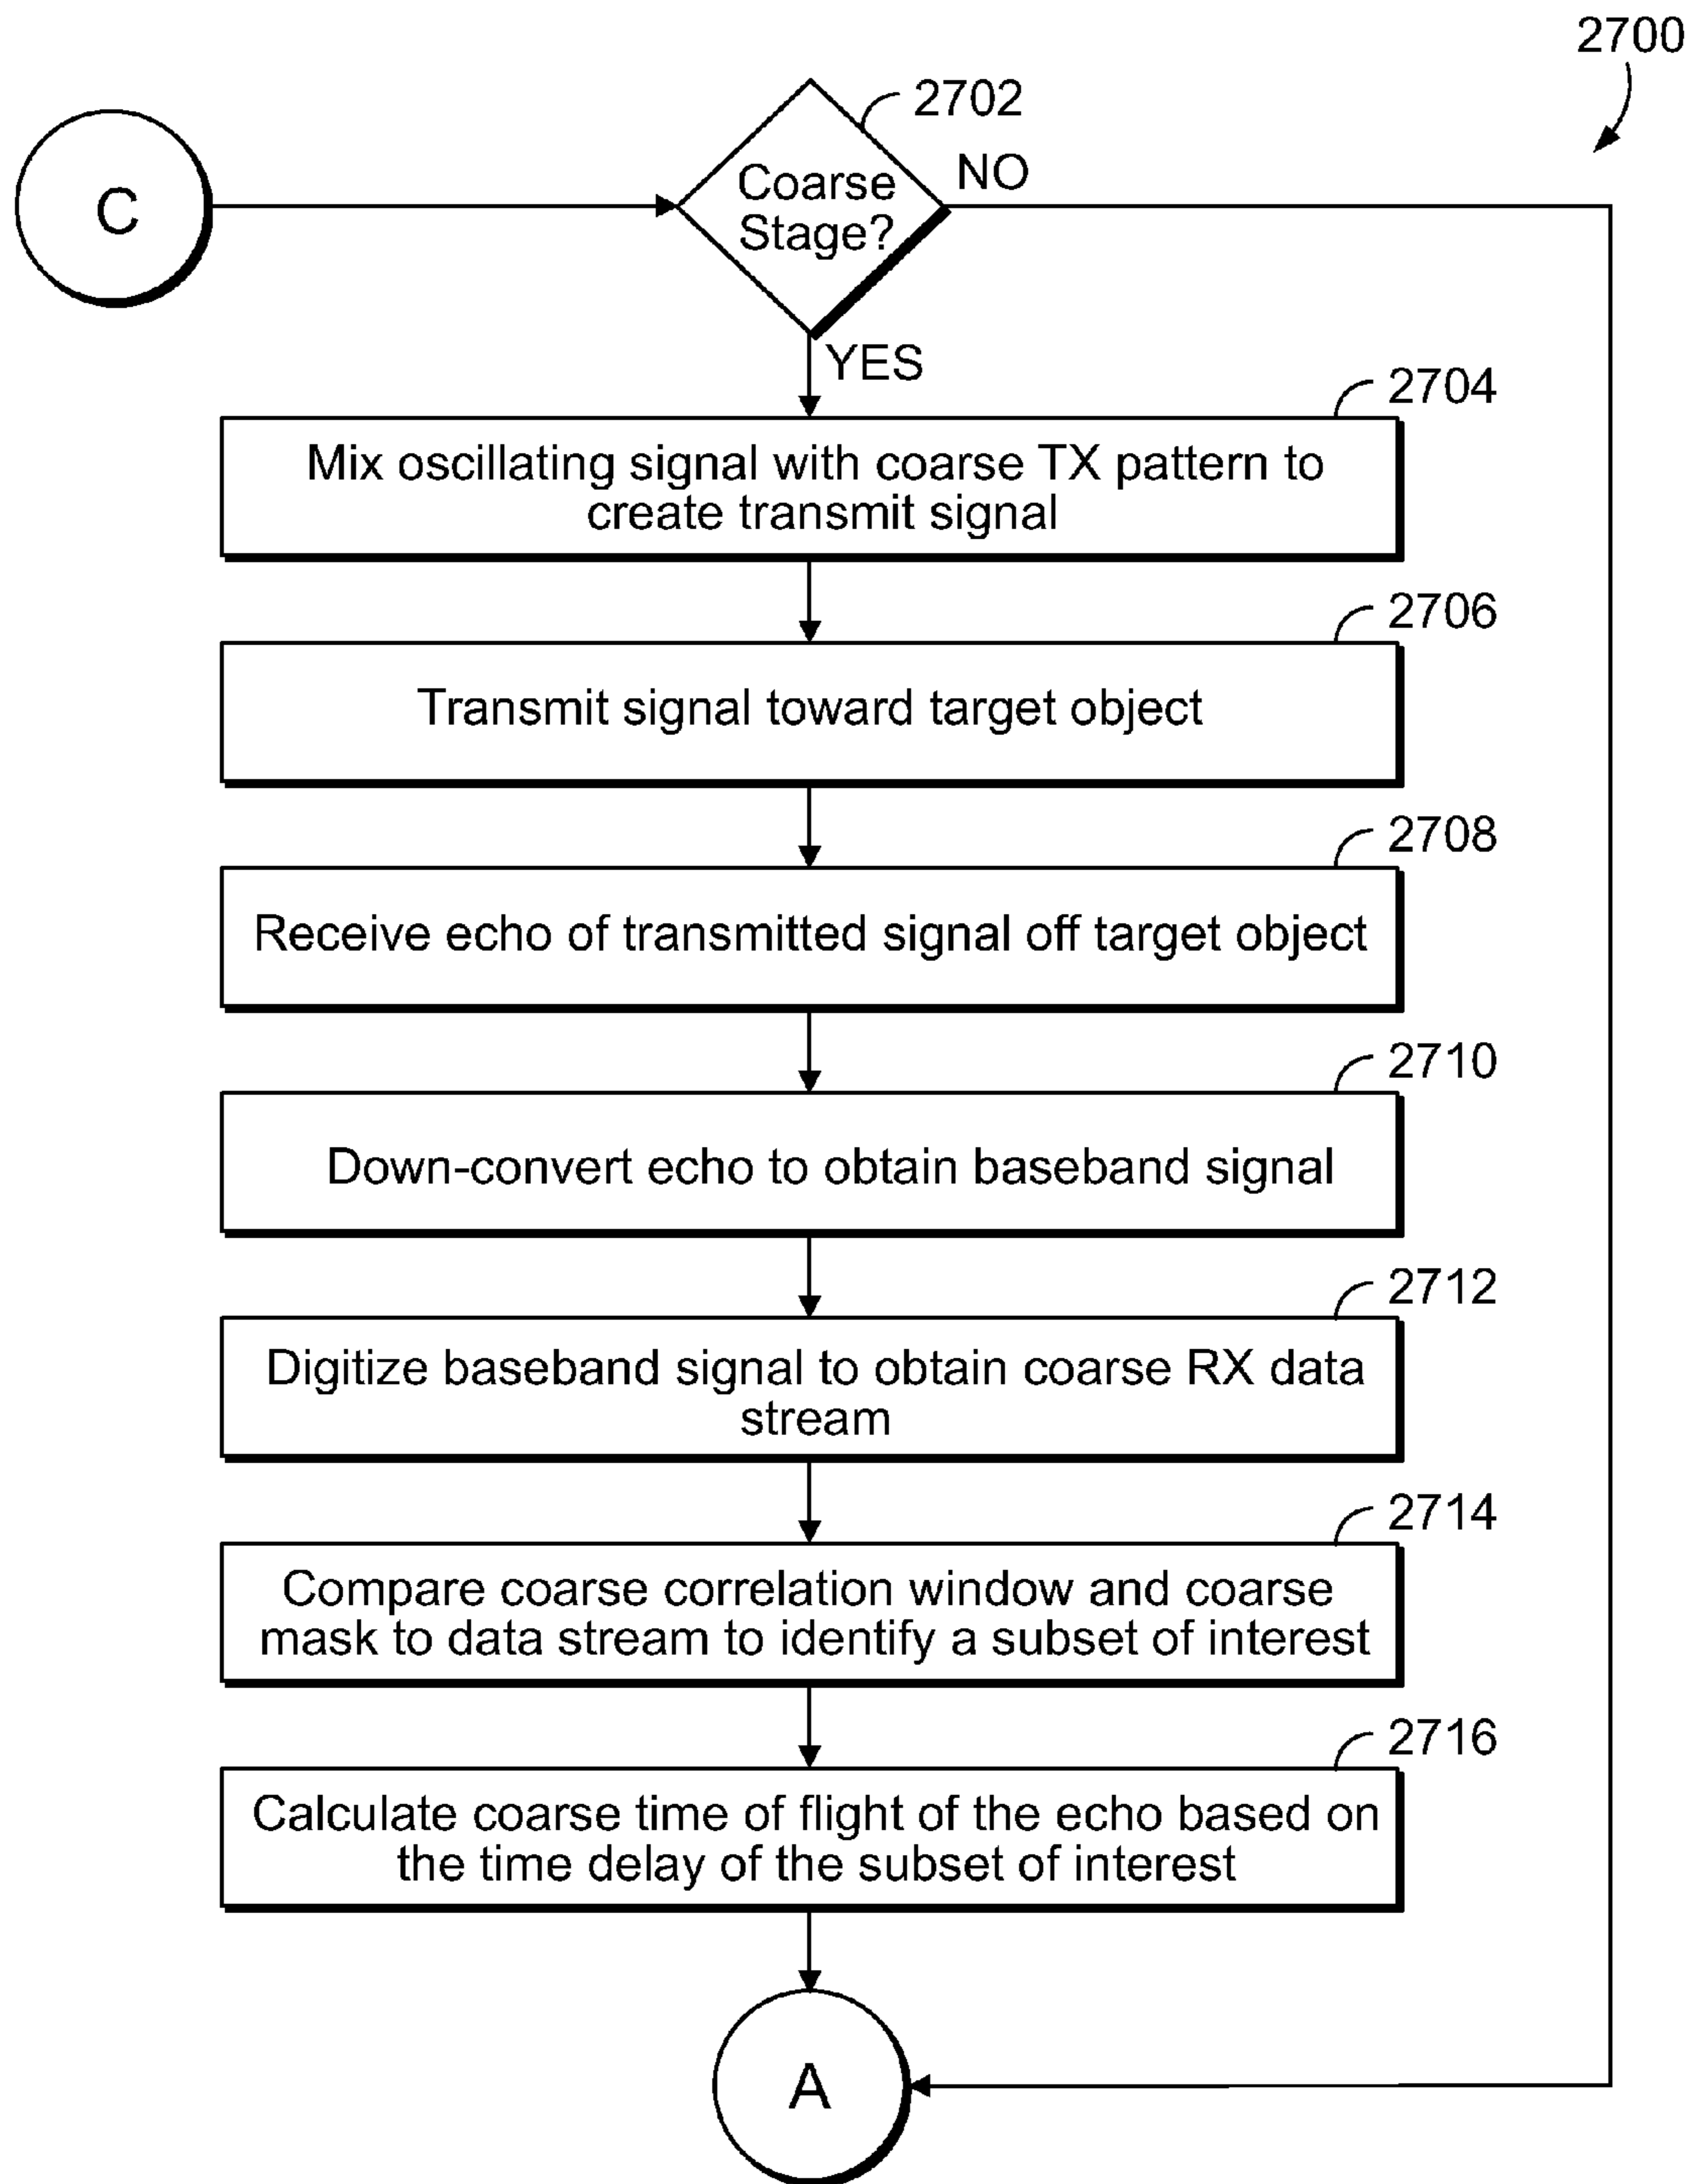 2700
2702
C
Coarse
Stage?
NO
YES
2704
Mix oscillating signal with coarse TX pattern to
create transmit signal
2706
Transmit signal toward target object
2708
Receive echo of transmitted signal off target object
2710
Down-convert echo to obtain baseband signal
2712
Digitize baseband signal to obtain coarse RX data
stream
2714
Compare coarse correlation window and coarse
mask to data stream to identify a subset of interest
2716
Calculate coarse time of flight of the echo based on
the time delay of the subset of interest
A